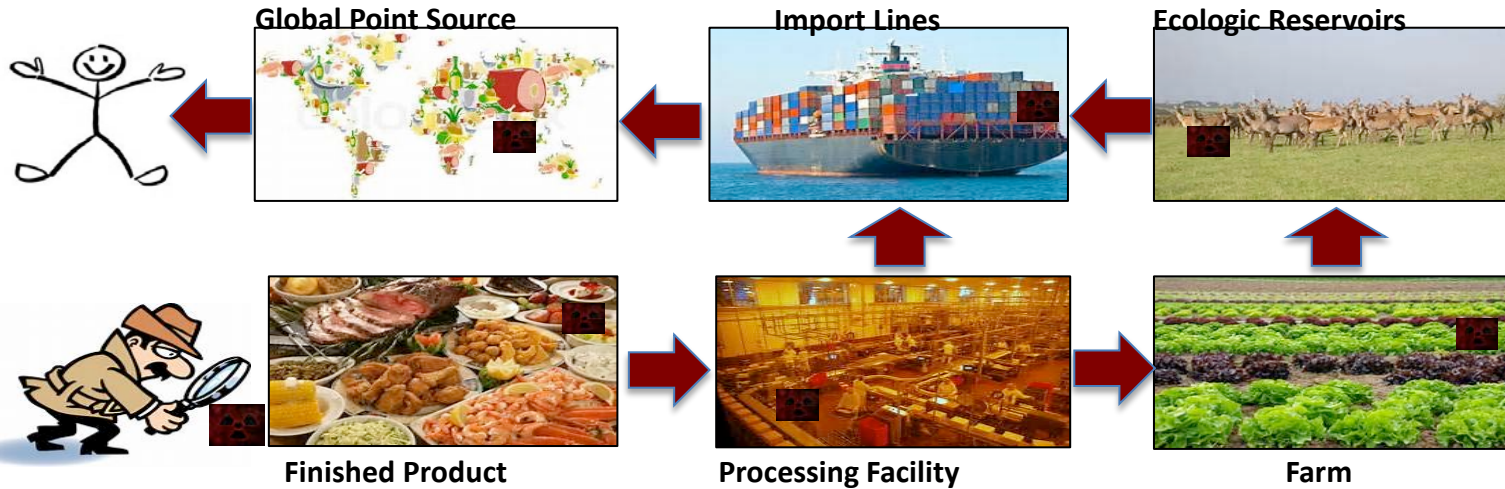 Global Point Source
Import Lines
Ecologic Reservoirs
Finished Product
Processing Facility
Farm